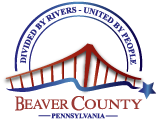 DIVIDED BY RIVERS - UNITED BY PEOPLE
BEAVER COUNTY
PENNSYLVANIA